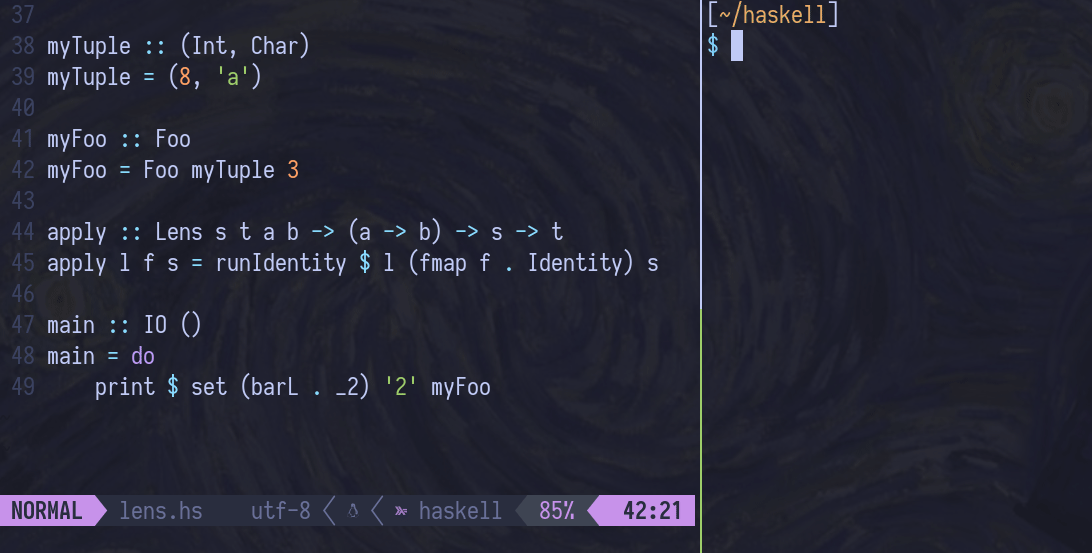 37
38 myTuple :: (Int, Char)
39 myTuple = (8, 'a')
40
41 myFoo :: Foo
42 myFoo = Foo myTuple 3
43
44 apply :: Lens s t a b -> (a -> b) -> s -> t
45 apply l f s = runIdentity $ l (fmap f . Identity) s
46
47 main :: IO ()
48 main = do
49     print $ set (barL . _2) '2' myFoo
NORMAL lens.hs utf-8 haskell 85% 42:21
[~/haskell]
$